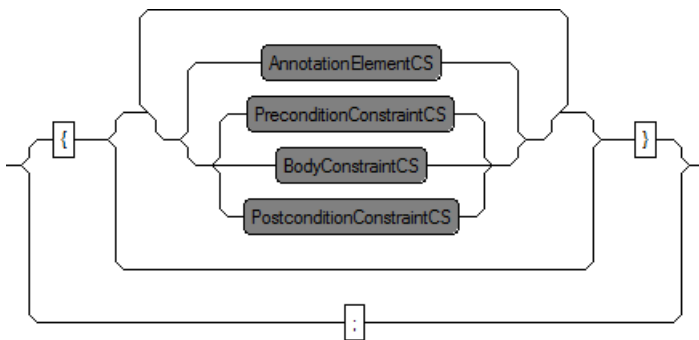 AnnotationElementCS
PreconditionConstraintCS
{
}
BodyConstraintCS
PostconditionConstraintCS
;